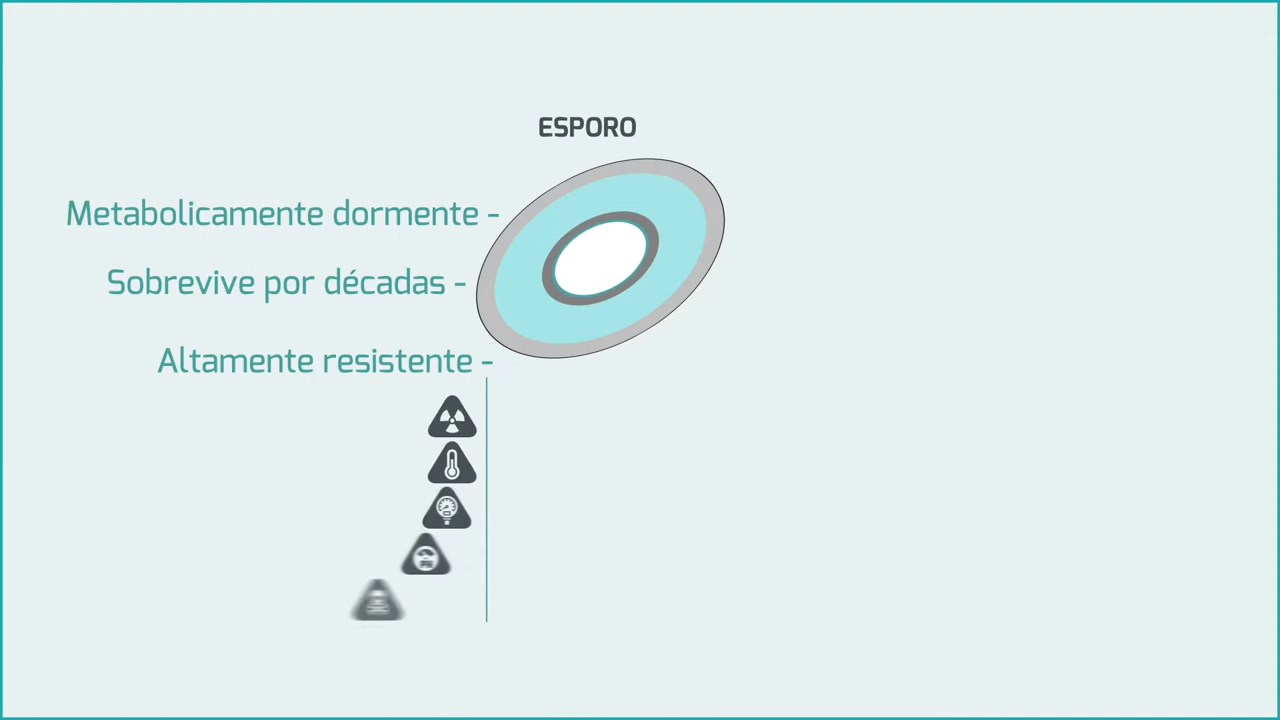 ESPORO
Metabolicamente dormente -
Sobrevive por décadas -
Altamente resistente -